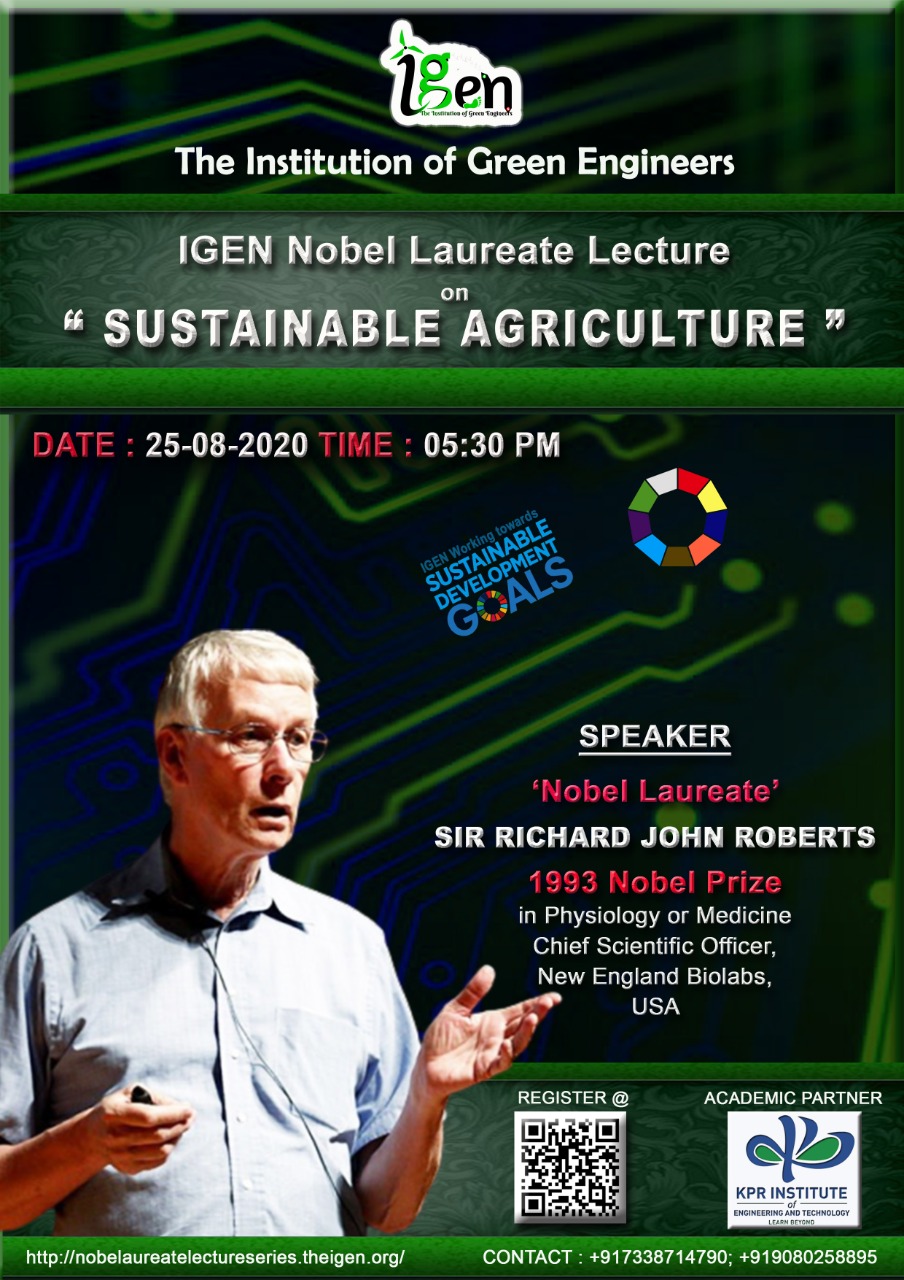 igen
The Institution of Green Engineers
The Institution of Green Engineers
IGEN Nobel Laureate Lecture
on
“ SUSTAINABLE AGRICULTURE ”
DATE : 25-08-2020 TIME : 05:30 PM
IGEN Working towards
SUSTAINABLE
DEVELOPMENT
GOALS
SPEAKER
‘Nobel Laureate’
SIR RICHARD JOHN ROBERTS
1993 Nobel Prize
in Physiology or Medicine
Chief Scientific Officer,
New England Biolabs,
USA
REGISTER @
ACADEMIC PARTNER
KPR INSTITUTE
of
ENGINEERING AND TECHNOLOGY
LEARN BEYOND
http://nobelaureatelectureseries.theigen.org/
CONTACT : +917338714790; +919080258895